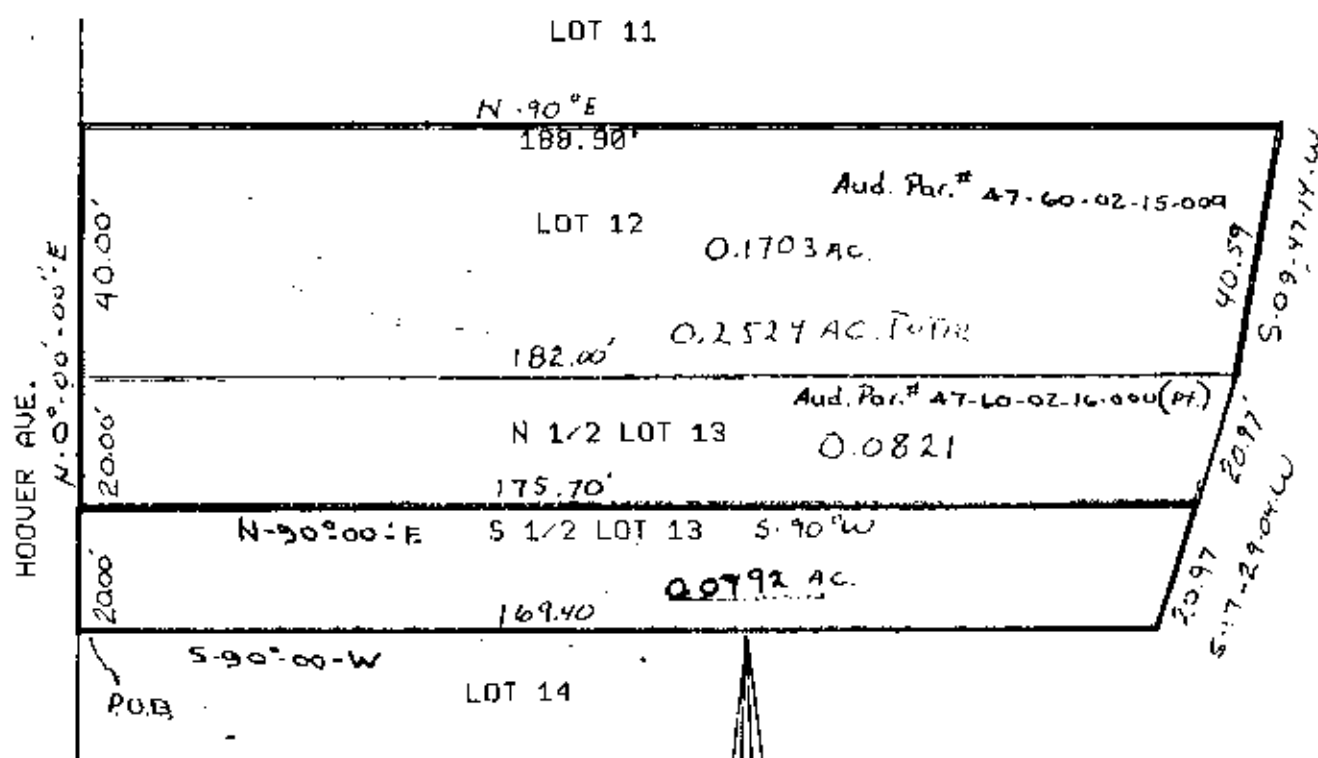 LOT 11
N-90°E
188.90'
Aud. Par.# 47-60-02-15-009
LOT 12
0.1703 AC.
40.00'
40.59
S-09-47-14-W
0.2524 AC. TOTAL
182.00'
HOOVER AVE.
N-0°-00'-00"-E
Aud. Par.# 47-60-02-16-000 (Pt.)
N 1/2 LOT 13
0.0821
20.00'
20.97'
175.70'
N-90°00'-E
S 1/2 LOT 13
S-90°W
0.0792 AC.
20.00'
20.97
S-17-29-04-W
169.40
S-90°-00-W
P.O.B.
LOT 14